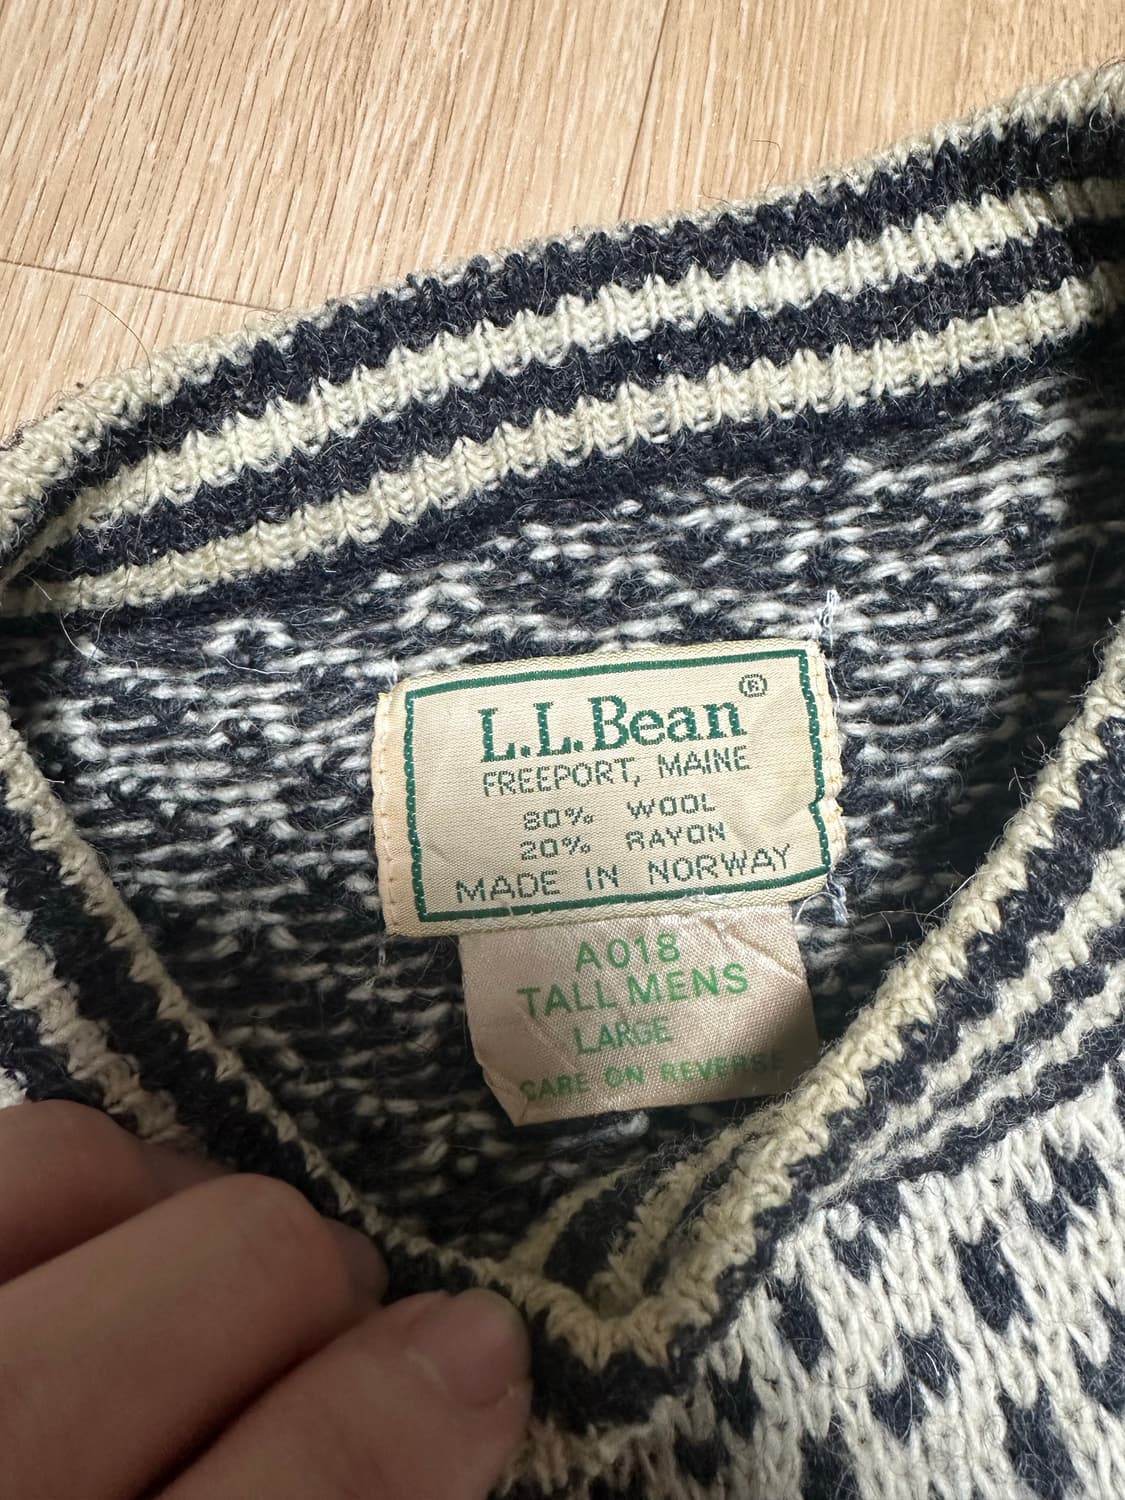 L.L.Bean®
FREEPORT, MAINE
80% WOOL
20% RAYON
MADE IN NORWAY
A018
TALL MENS
LARGE
CARE ON REVERSE